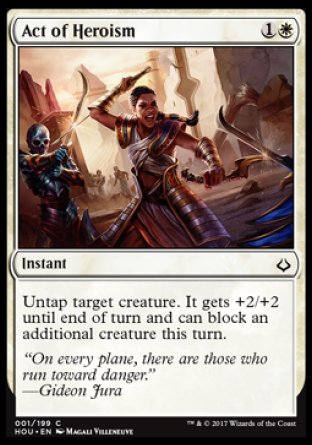 Act of Heroism 1
Instant
Untap target creature. It gets +2/+2
until end of turn and can block an
additional creature this turn.
“On every plane, there are those who
run toward danger.”
—Gideon Jura
001/199 C
HOU • EN Magali Villeneuve
™ & © 2017 Wizards of the Coast